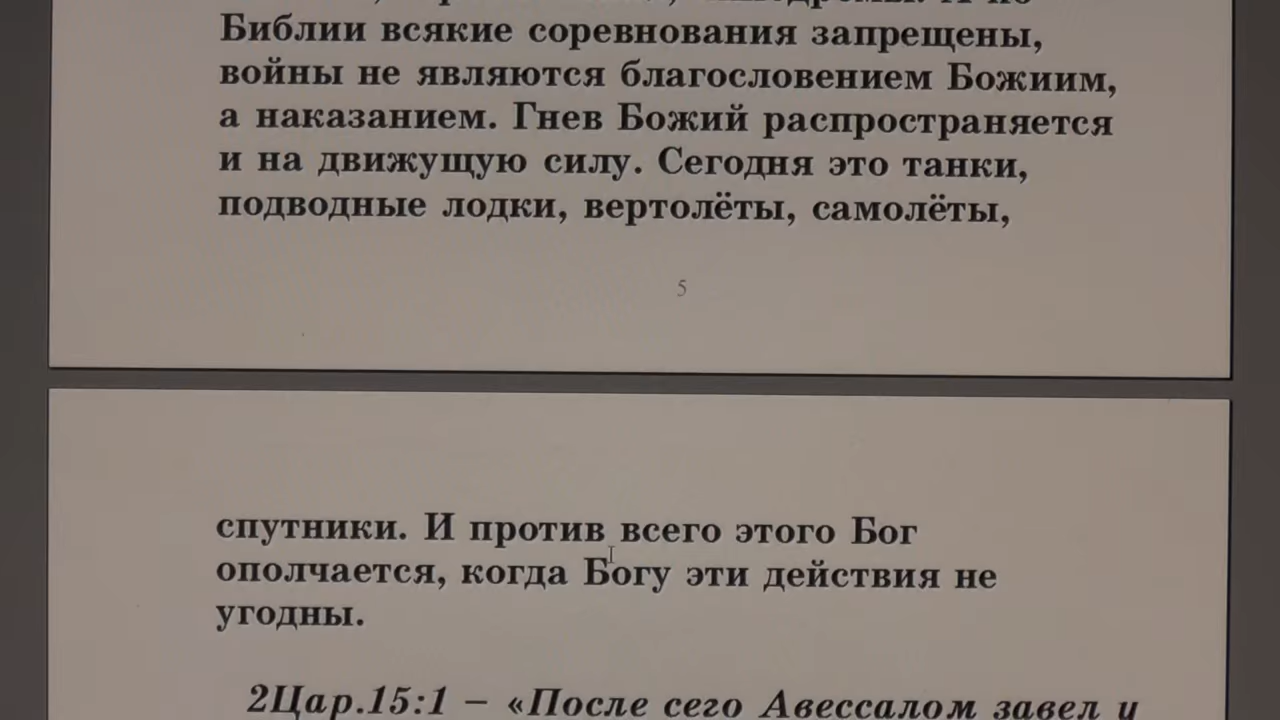 Библии всякие соревнования запрещены,
войны не являются благословением Божиим,
а наказанием. Гнев Божий распространяется
и на движущую силу. Сегодня это танки,
подводные лодки, вертолёты, самолёты,
5
спутники. И против всего этого Бог
ополчается, когда Богу эти действия не
угодны.
2Цар.15:1 – «После сего Авессалом завел у